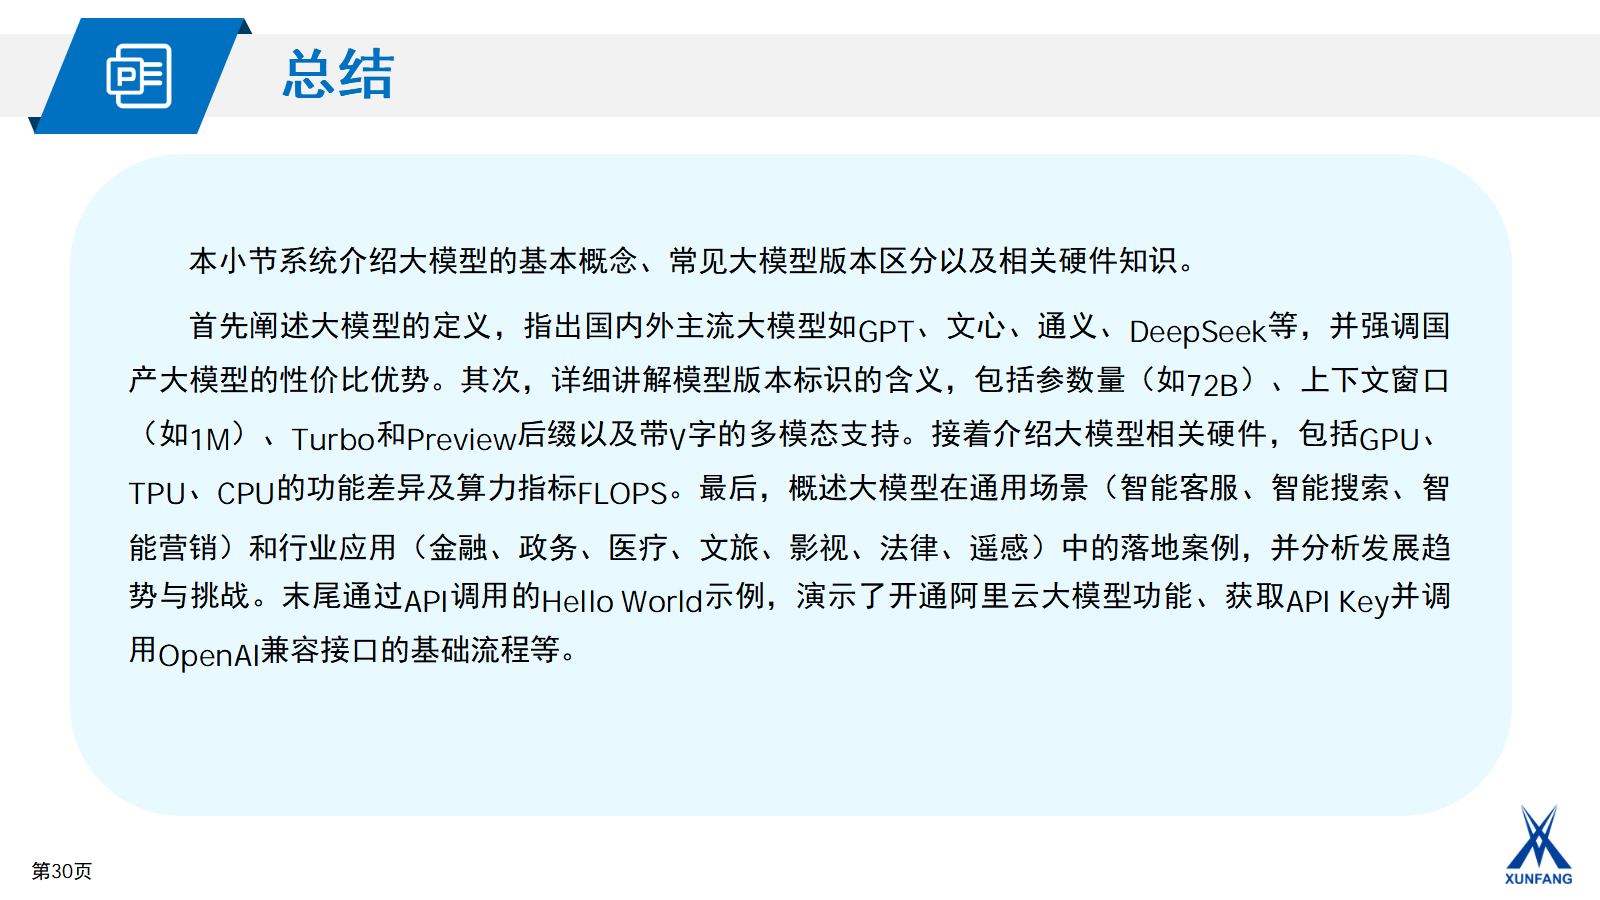 总结
本小节系统介绍大模型的基本概念、常见大模型版本区分以及相关硬件知识。
首先阐述大模型的定义，指出国内外主流大模型如GPT、文心、通义、DeepSeek等，并强调国
产大模型的性价比优势。其次，详细讲解模型版本标识的含义，包括参数量（如72B）、上下文窗口
（如1M）、Turbo和Preview后缀以及带V字的多模态支持。接着介绍大模型相关硬件，包括GPU、
TPU、CPU的功能差异及算力指标FLOPS。最后，概述大模型在通用场景（智能客服、智能搜索、智
能营销）和行业应用（金融、政务、医疗、文旅、影视、法律、遥感）中的落地案例，并分析发展趋
势与挑战。末尾通过API调用的Hello World示例，演示了开通阿里云大模型功能、获取API Key并调
用OpenAI兼容接口的基础流程等。
第30页
XUNFANG